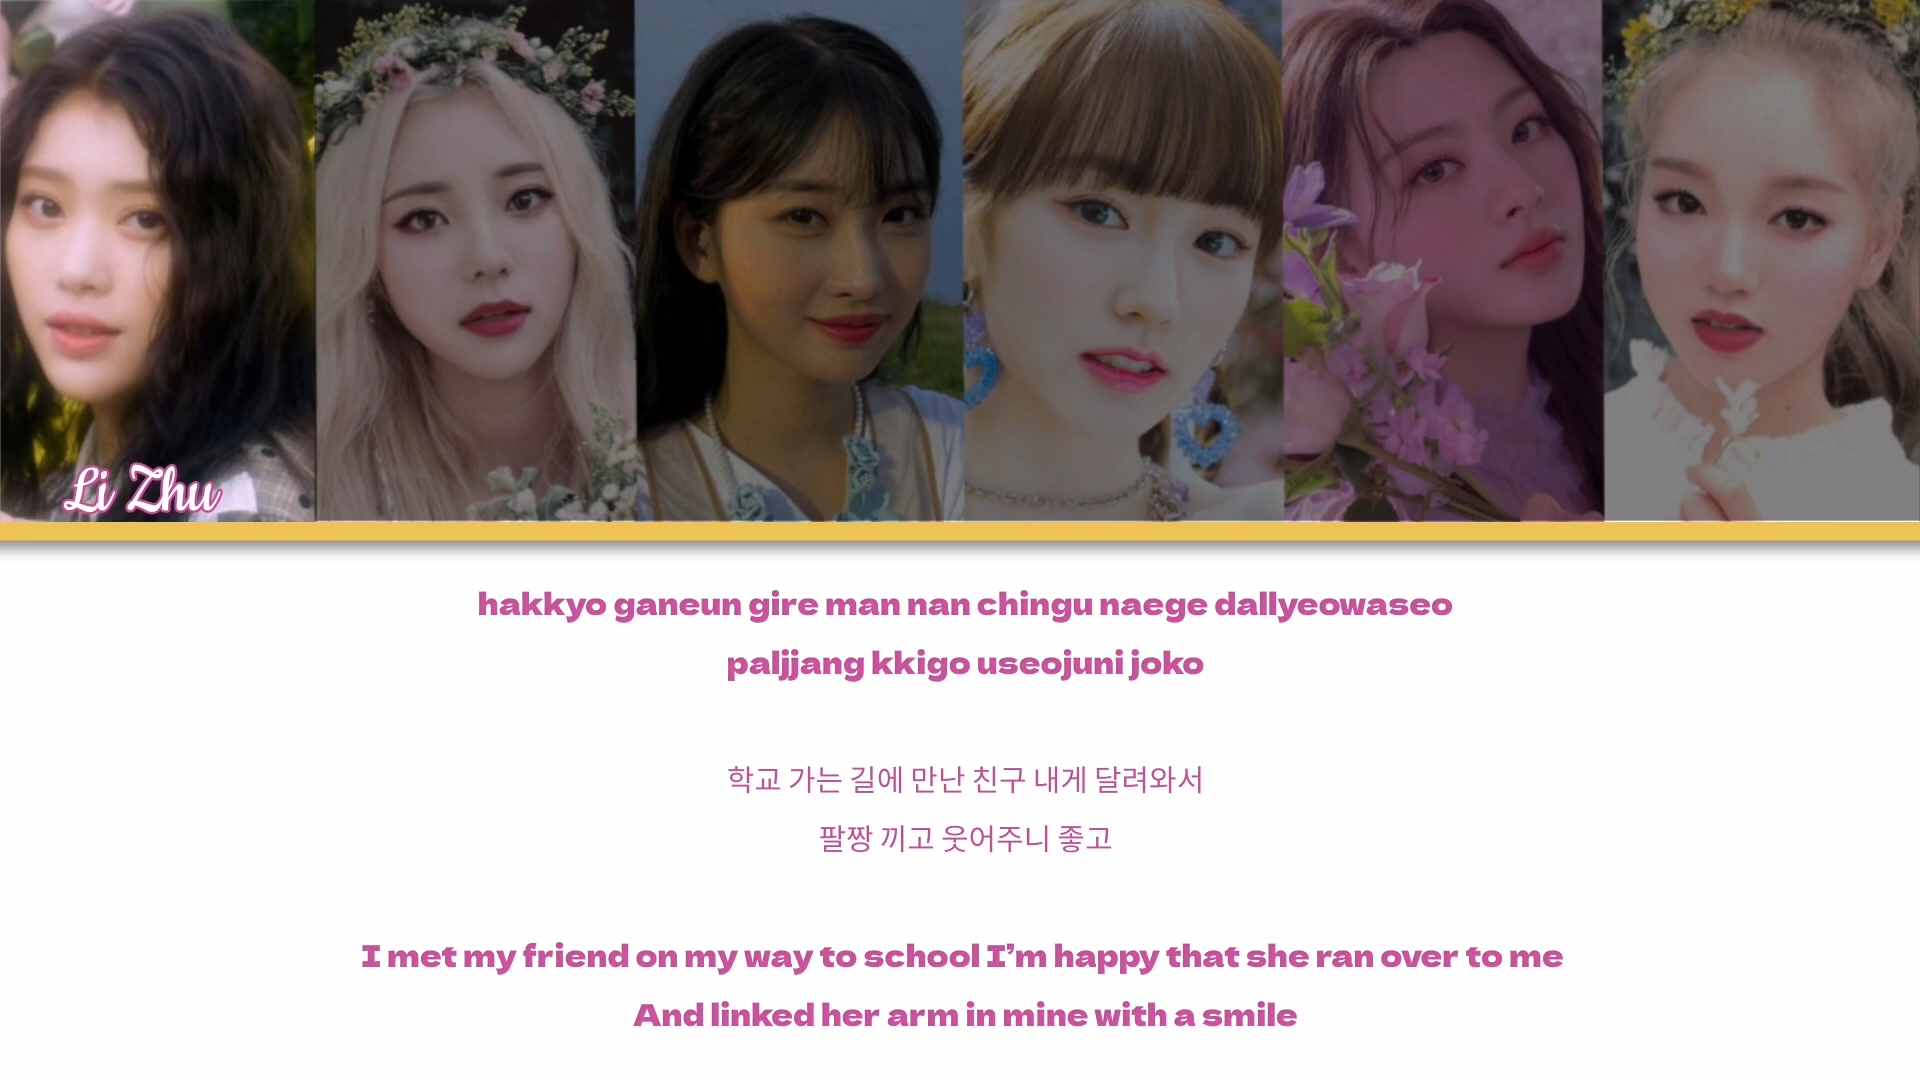 Li Zhu
hakkyo ganeun gire man nan chingu naege dallyeowaseo
paljjang kkigo useojuni joko
학교 가는 길에 만난 친구 내게 달려와서
팔짱 끼고 웃어주니 좋고
I met my friend on my way to school I'm happy that she ran over to me
And linked her arm in mine with a smile